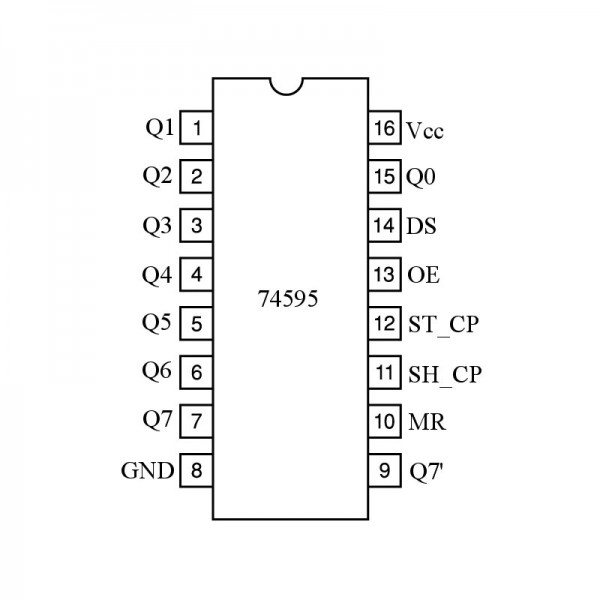 Q1 1 16 Vcc
Q2 2 15 Q0
Q3 3 14 DS
Q4 4 13 OE
74595
Q5 5 12 ST_CP
Q6 6 11 SH_CP
Q7 7 10 MR
GND 8 9 Q7'